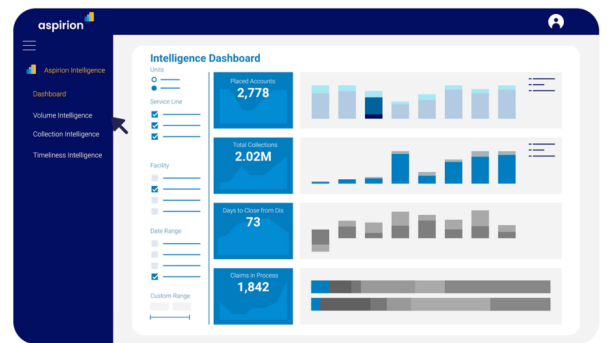 aspirion
Aspirion Intelligence
Dashboard
Volume Intelligence
Collection Intelligence
Timeliness Intelligence
Intelligence Dashboard
Units
Service Line
Facility
Date Range
Custom Range
Placed Accounts
2,778
Total Collections
2.02M
Days to Close from Dis
73
Claims in Process
1,842